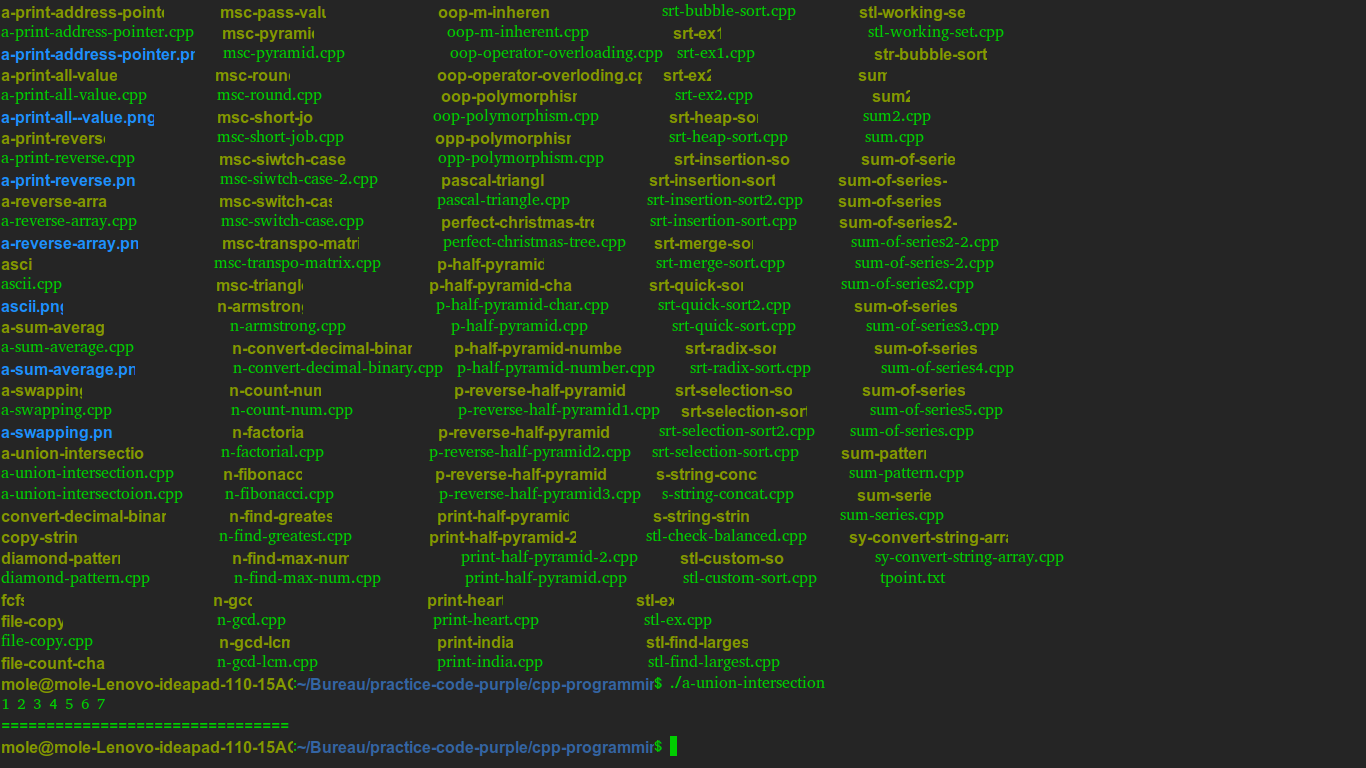 a-print-address-point msc-pass-valu oop-m-inheren srt-bubble-sort.cpp stl-working-se
a-print-address-pointer.cpp msc-pyramid oop-m-inherent.cpp srt-ex1 stl-working-set.cpp
a-print-address-pointer.pn msc-pyramid.cpp oop-operator-overloading.cpp srt-ex1.cpp str-bubble-sort
a-print-all-value msc-roun oop-operator-overloding.cp srt-ex2 sum
a-print-all-value.cpp msc-round.cpp oop-polymorphism srt-ex2.cpp sum2
a-print-all--value.png msc-short-jo oop-polymorphism.cpp srt-heap-so sum2.cpp
a-print-revers msc-short-job.cpp opp-polymorphism srt-heap-sort.cpp sum.cpp
a-print-reverse.cpp msc-siwtch-case opp-polymorphism.cpp srt-insertion-so sum-of-serie
a-print-reverse.pn msc-siwtch-case-2.cpp pascal-triangl srt-insertion-sort sum-of-series-
a-reverse-arra msc-switch-cas pascal-triangle.cpp srt-insertion-sort2.cpp sum-of-series
a-reverse-array.cpp msc-switch-case.cpp perfect-christmas-tre srt-insertion-sort.cpp sum-of-series2-
a-reverse-array.pn msc-transpo-matri perfect-christmas-tree.cpp srt-merge-so sum-of-series2-2.cpp
asci msc-transpo-matrix.cpp p-half-pyramid srt-merge-sort.cpp sum-of-series-2.cpp
ascii.cpp msc-triangl p-half-pyramid-cha srt-quick-so sum-of-series2.cpp
ascii.png n-armstrong p-half-pyramid-char.cpp srt-quick-sort2.cpp sum-of-series
a-sum-averag n-armstrong.cpp p-half-pyramid.cpp srt-quick-sort.cpp sum-of-series3.cpp
a-sum-average.cpp n-convert-decimal-binar p-half-pyramid-numbe srt-radix-sor sum-of-series
a-sum-average.pn n-convert-decimal-binary.cpp p-half-pyramid-number.cpp srt-radix-sort.cpp sum-of-series4.cpp
a-swapping n-count-num p-reverse-half-pyramid srt-selection-so sum-of-series
a-swapping.cpp n-count-num.cpp p-reverse-half-pyramid1.cpp srt-selection-sort sum-of-series5.cpp
a-swapping.pn n-factoria p-reverse-half-pyramid srt-selection-sort2.cpp sum-of-series.cpp
a-union-intersectio n-factorial.cpp p-reverse-half-pyramid2.cpp srt-selection-sort.cpp sum-pattern
a-union-intersection.cpp n-fibonacc p-reverse-half-pyramid s-string-conc sum-pattern.cpp
a-union-intersectoion.cpp n-fibonacci.cpp p-reverse-half-pyramid3.cpp s-string-concat.cpp sum-serie
convert-decimal-binar n-find-greates print-half-pyramid s-string-strin sum-series.cpp
copy-strin n-find-greatest.cpp print-half-pyramid-2 stl-check-balanced.cpp sy-convert-string-arr
diamond-pattern n-find-max-num print-half-pyramid-2.cpp stl-custom-so sy-convert-string-array.cpp
diamond-pattern.cpp n-find-max-num.cpp print-half-pyramid.cpp stl-custom-sort.cpp tpoint.txt
fcfs n-gcd print-heart stl-ex
file-copy n-gcd.cpp print-heart.cpp stl-ex.cpp
file-copy.cpp n-gcd-lcm print-india stl-find-larges
file-count-cha n-gcd-lcm.cpp print-india.cpp stl-find-largest.cpp
mole@mole-Lenovo-ideapad-110-15AC:~/Bureau/practice-code-purple/cpp-programmin$ ./a-union-intersection
1 2 3 4 5 6 7
================================
mole@mole-Lenovo-ideapad-110-15AC:~/Bureau/practice-code-purple/cpp-programmin$